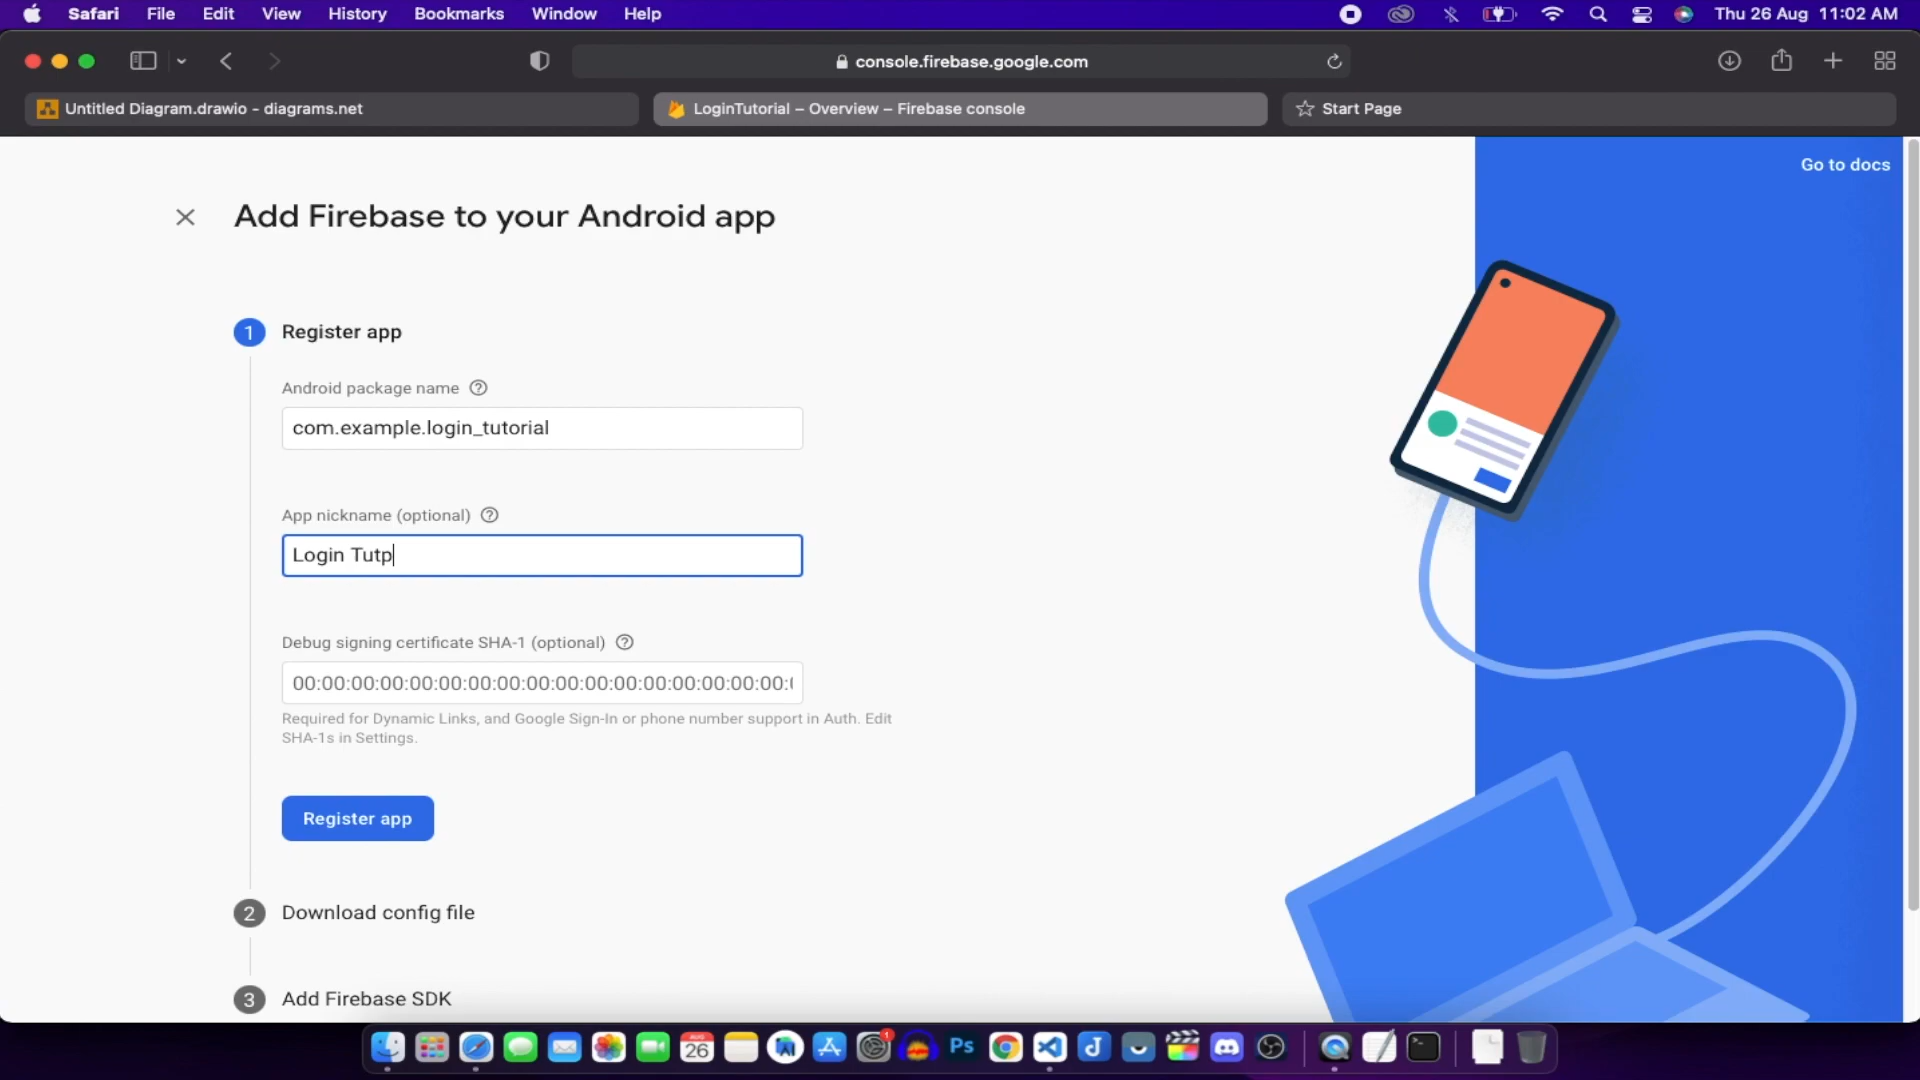 Safari File Edit View History Bookmarks Window Help Thu 26 Aug 11:02 AM
console.firebase.google.com
Untitled Diagram.drawio - diagrams.net LoginTutorial – Overview – Firebase console Start Page
Go to docs
Add Firebase to your Android app
1 Register app
Android package name
com.example.login_tutorial
App nickname (optional)
Login Tutp
Debug signing certificate SHA-1 (optional)
00:00:00:00:00:00:00:00:00:00:00:00:00:00:00:00:00:
Required for Dynamic Links, and Google Sign-In or phone number support in Auth. Edit
SHA-1s in Settings.
Register app
2 Download config file
3 Add Firebase SDK
AUG
26
1
Ps